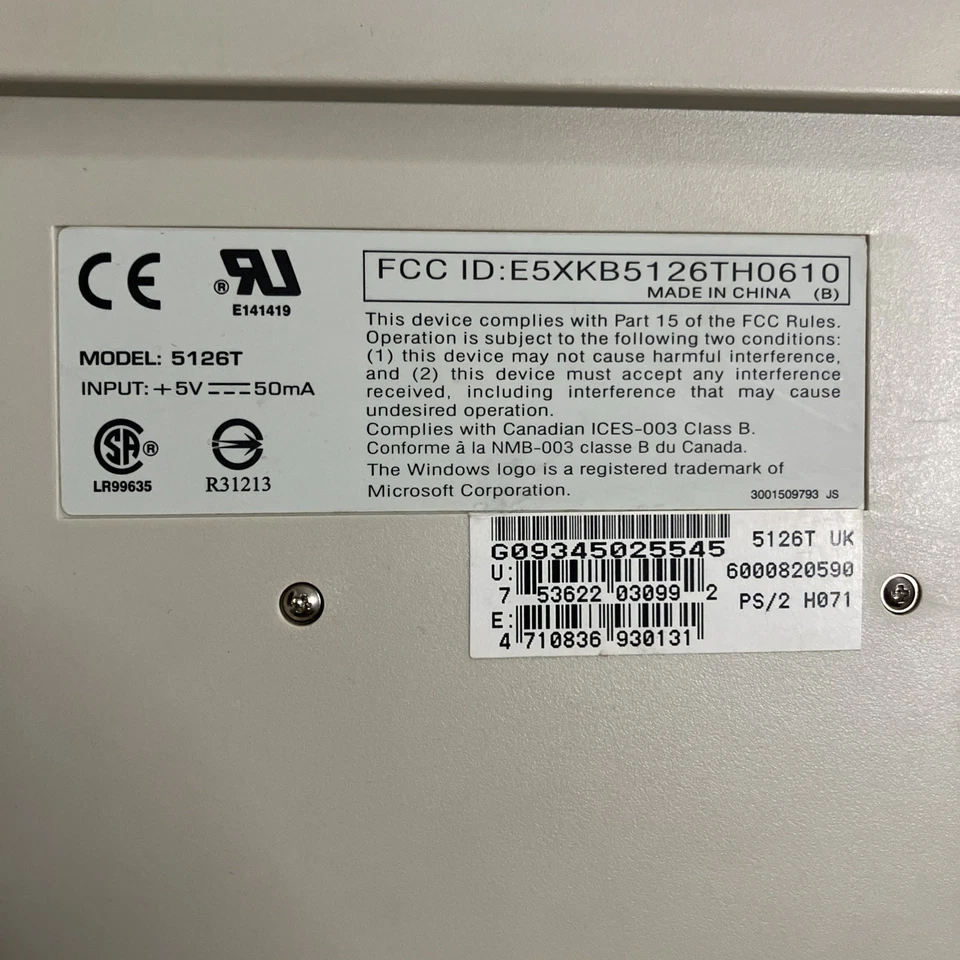 CE
® RU
E141419
MODEL: 5126T
INPUT: +5V ⎓ 50mA
SA ®
LR99635
R31213
FCC ID:E5XKB5126TH0610
MADE IN CHINA (B)
This device complies with Part 15 of the FCC Rules.
Operation is subject to the following two conditions:
(1) this device may not cause harmful interference,
and (2) this device must accept any interference
received, including interference that may cause
undesired operation.
Complies with Canadian ICES-003 Class B.
Conforme à la NMB-003 classe B du Canada.
The Windows logo is a registered trademark of
Microsoft Corporation.
3001509793 JS
G09345025545
U:
7 53622 03099 2
E:
4 710836 930131
5126T UK
6000820590
PS/2 H071